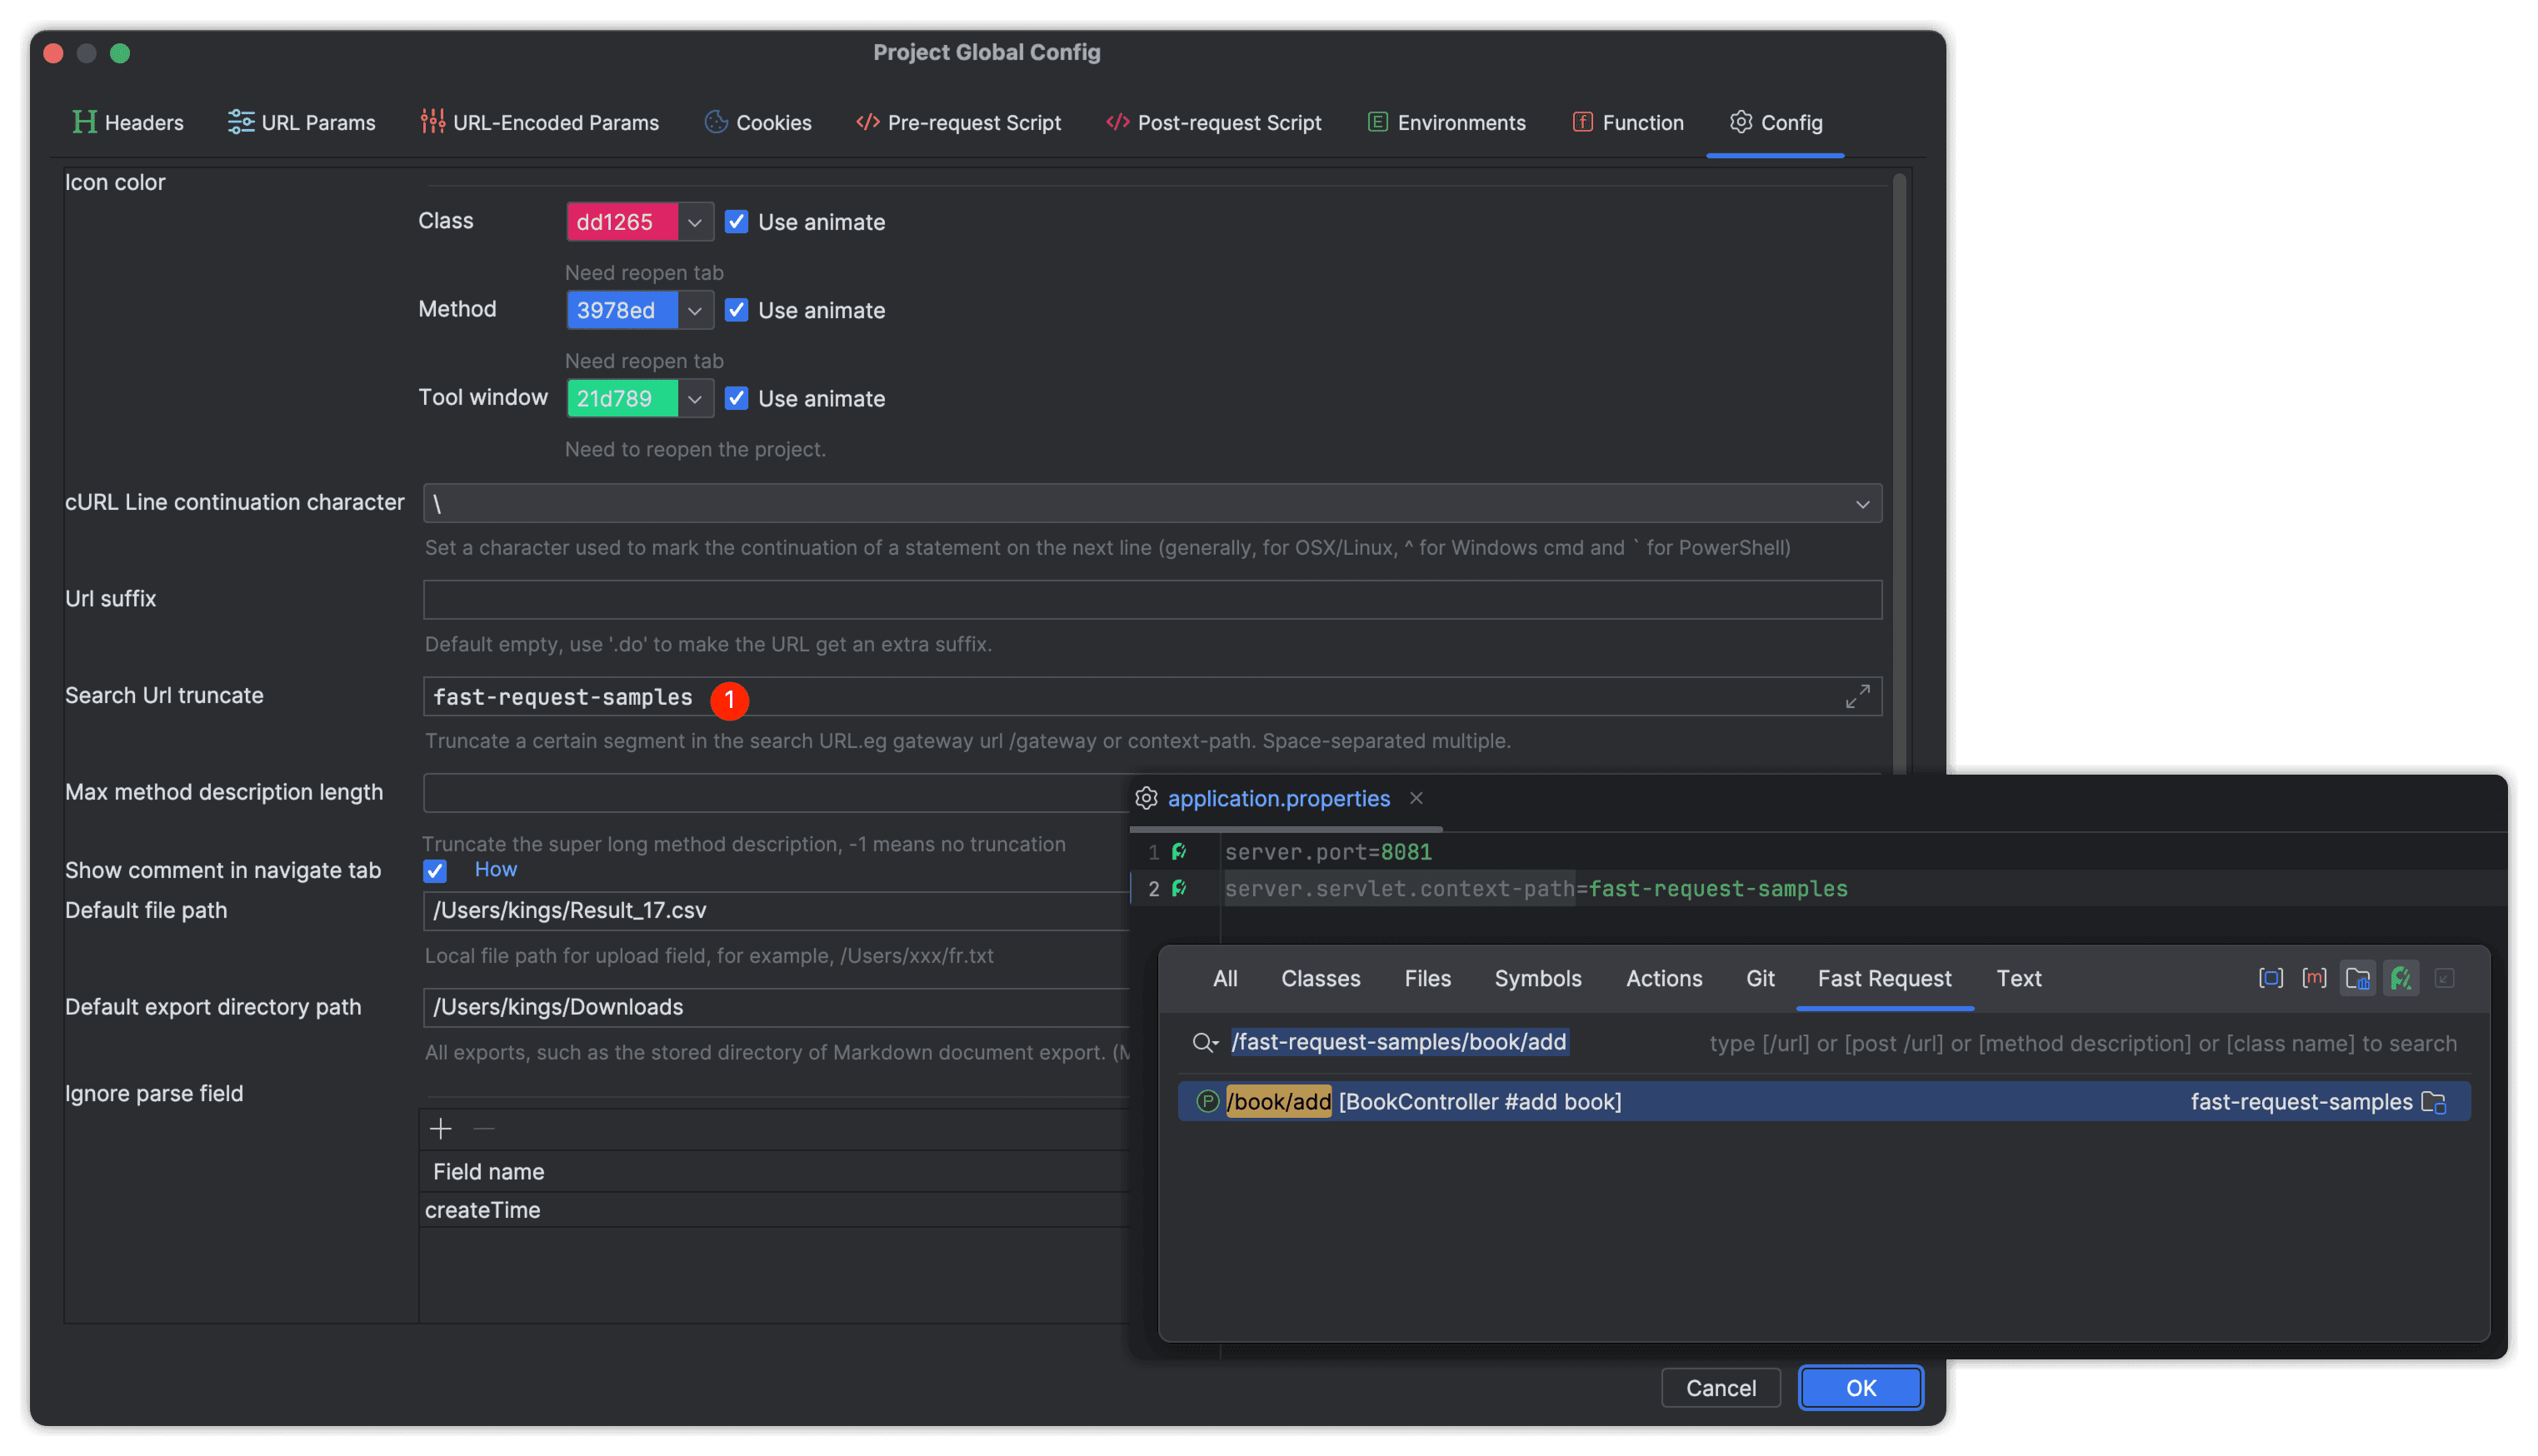 Project Global Config
Headers URL Params URL-Encoded Params Cookies Pre-request Script Post-request Script Environments Function Config
Icon color
Class dd1265 Use animate
Need reopen tab
Method 3978ed Use animate
Need reopen tab
Tool window 21d789 Use animate
Need to reopen the project.
cURL Line continuation character \
Set a character used to mark the continuation of a statement on the next line (generally, for OSX/Linux, ^ for Windows cmd and ` for PowerShell)
Url suffix
Default empty, use '.do' to make the URL get an extra suffix.
Search Url truncate fast-request-samples 1
Truncate a certain segment in the search URL.eg gateway url /gateway or context-path. Space-separated multiple.
Max method description length
Truncate the super long method description, -1 means no truncation
Show comment in navigate tab How
Default file path /Users/kings/Result_17.csv
Local file path for upload field, for example, /Users/xxx/fr.txt
Default export directory path /Users/kings/Downloads
All exports, such as the stored directory of Markdown document export. (M
Ignore parse field
Field name
createTime
Cancel OK
application.properties
1 server.port=8081
2 server.servlet.context-path=fast-request-samples
All Classes Files Symbols Actions Git Fast Request Text
/fast-request-samples/book/add type [/url] or [post /url] or [method description] or [class name] to search
P /book/add [BookController #add book] fast-request-samples